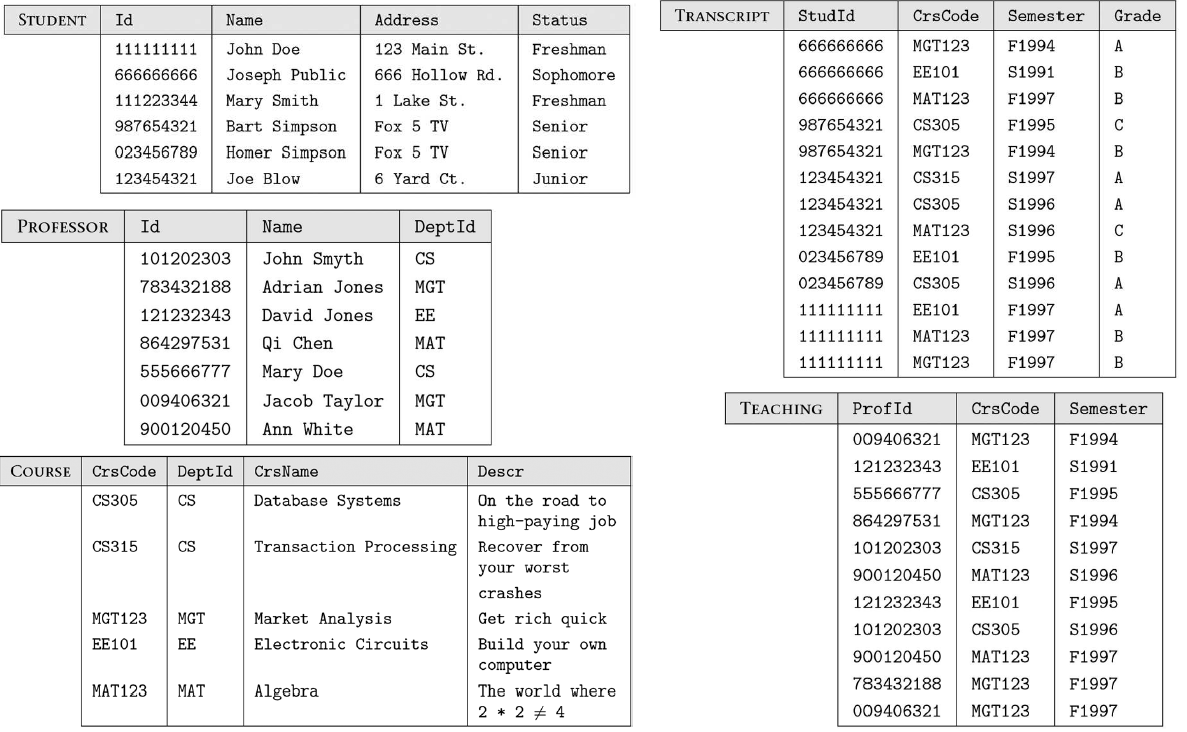 STUDENT Id Name Address Status
111111111 John Doe 123 Main St. Freshman
666666666 Joseph Public 666 Hollow Rd. Sophomore
111223344 Mary Smith 1 Lake St. Freshman
987654321 Bart Simpson Fox 5 TV Senior
023456789 Homer Simpson Fox 5 TV Senior
123454321 Joe Blow 6 Yard Ct. Junior
PROFESSOR Id Name DeptId
101202303 John Smyth CS
783432188 Adrian Jones MGT
121232343 David Jones EE
864297531 Qi Chen MAT
555666777 Mary Doe CS
009406321 Jacob Taylor MGT
900120450 Ann White MAT
COURSE CrsCode DeptId CrsName Descr
CS305 CS Database Systems On the road to
high-paying job
CS315 CS Transaction Processing Recover from
your worst
crashes
MGT123 MGT Market Analysis Get rich quick
EE101 EE Electronic Circuits Build your own
computer
MAT123 MAT Algebra The world where
2 * 2 ≠ 4
TRANSCRIPT StudId CrsCode Semester Grade
666666666 MGT123 F1994 A
666666666 EE101 S1991 B
666666666 MAT123 F1997 B
987654321 CS305 F1995 C
987654321 MGT123 F1994 B
123454321 CS315 S1997 A
123454321 CS305 S1996 A
123454321 MAT123 S1996 C
023456789 EE101 F1995 B
023456789 CS305 S1996 A
111111111 EE101 F1997 A
111111111 MAT123 F1997 B
111111111 MGT123 F1997 B
TEACHING ProfId CrsCode Semester
009406321 MGT123 F1994
121232343 EE101 S1991
555666777 CS305 F1995
864297531 MGT123 F1994
101202303 CS315 S1997
900120450 MAT123 S1996
121232343 EE101 F1995
101202303 CS305 S1996
900120450 MAT123 F1997
783432188 MGT123 F1997
009406321 MGT123 F1997